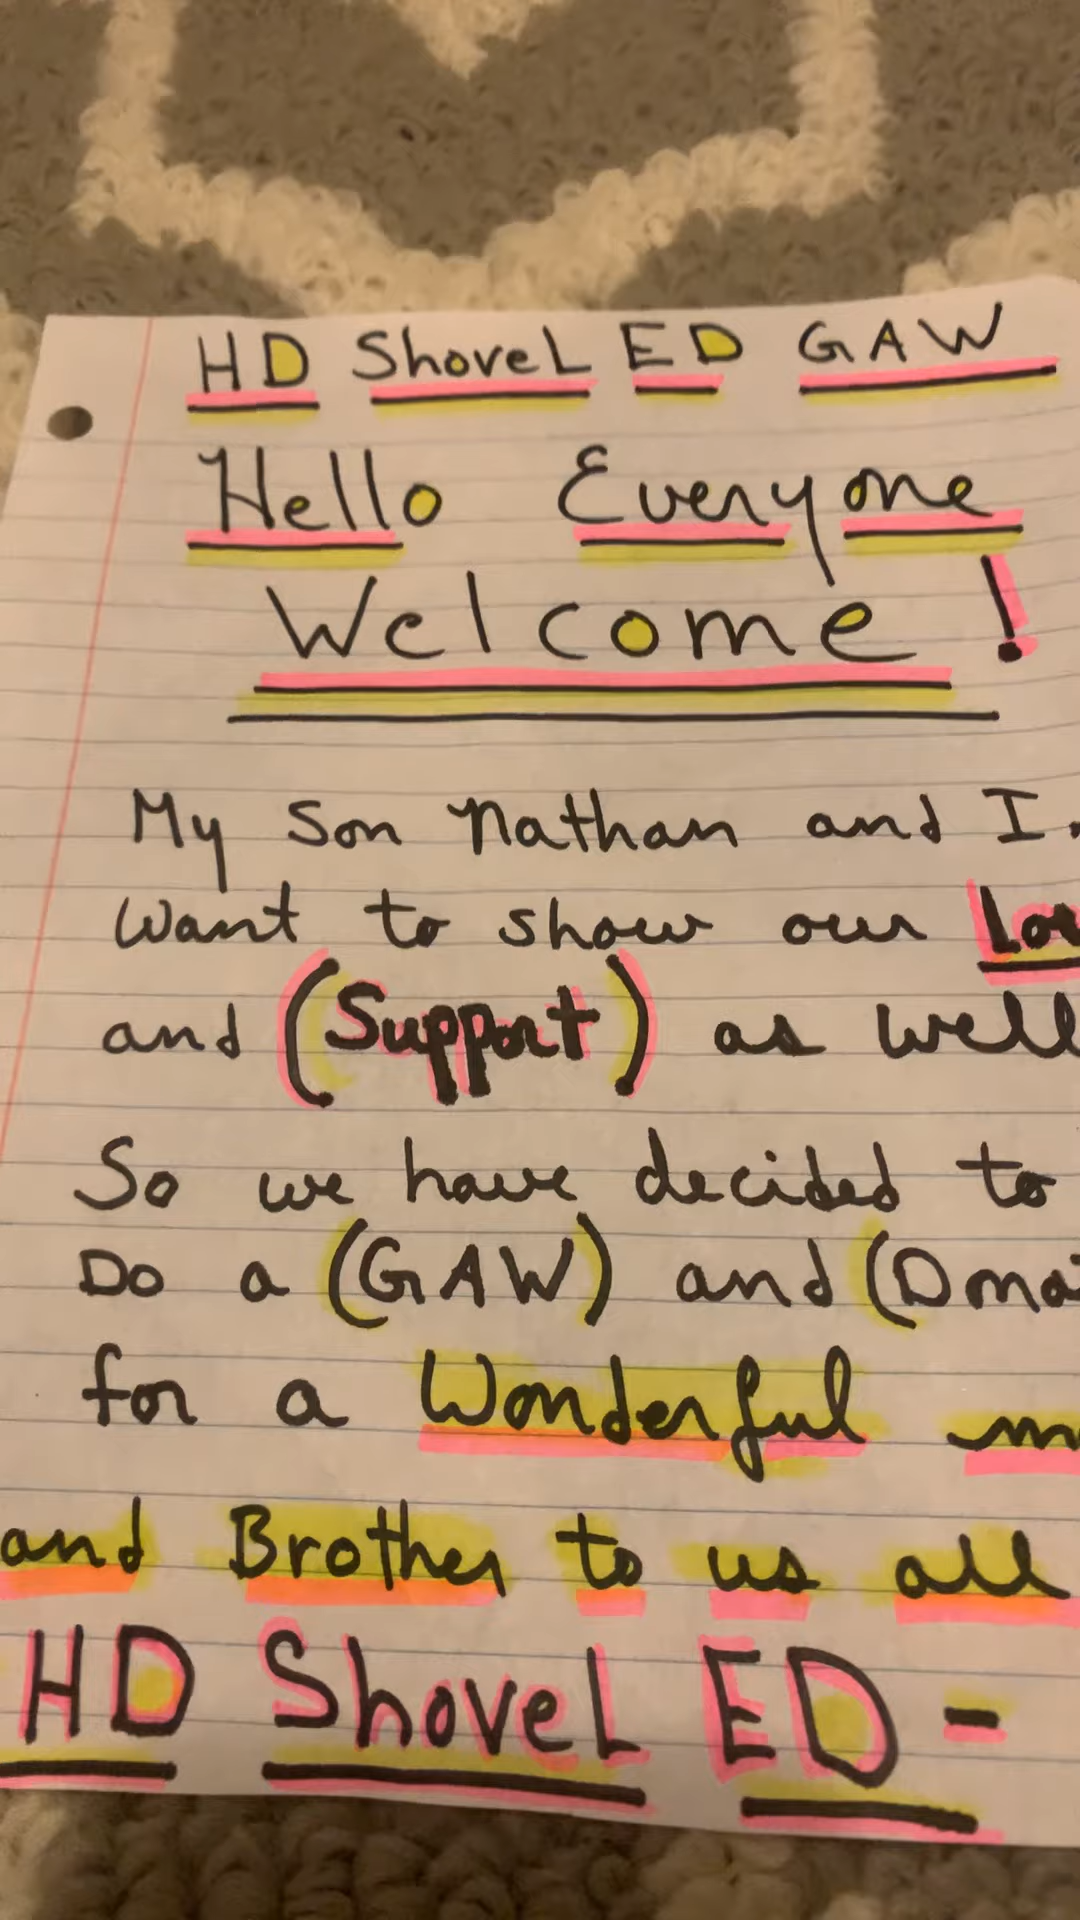 HD Shovel ED GAW
Hello Everyone
Welcome !
My Son Nathan and I
Want to show our
and (Support) as well
So we have decided to
Do a (GAW) and
for a Wonderful
and Brother to us all
HD Shovel ED -